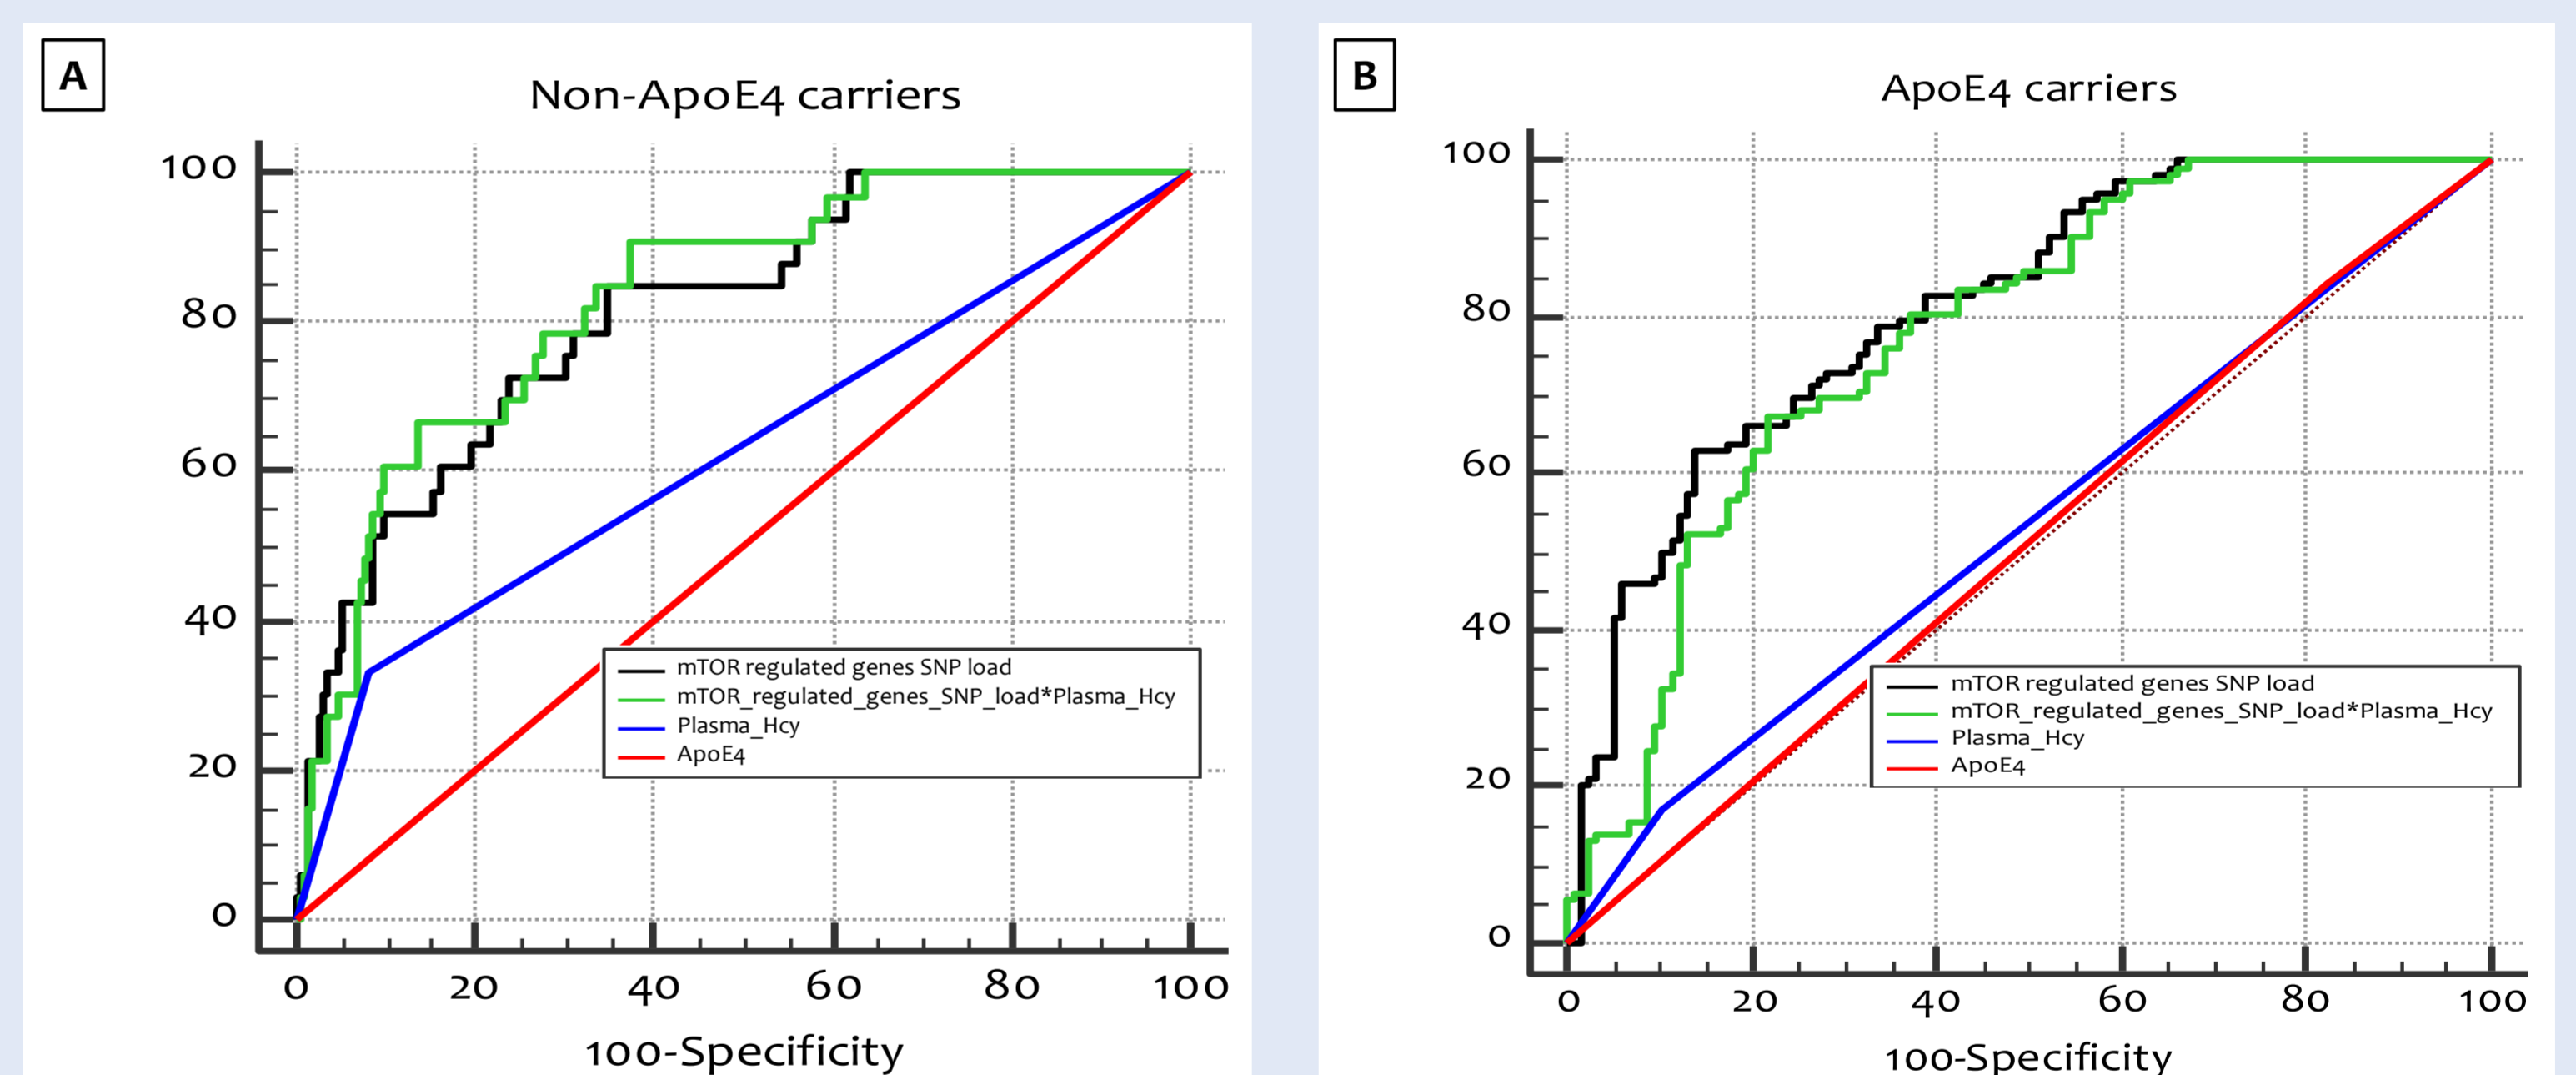 A
Non-ApoE4 carriers
100
80
60
40
20
0
mTOR regulated genes SNP load
mTOR_regulated_genes_SNP_load*Plasma_Hcy
Plasma_Hcy
ApoE4
0 20 40 60 80 100
100-Specificity
B
ApoE4 carriers
100
80
60
40
20
0
mTOR regulated genes SNP load
mTOR_regulated_genes_SNP_load*Plasma_Hcy
Plasma_Hcy
ApoE4
0 20 40 60 80 100
100-Specificity